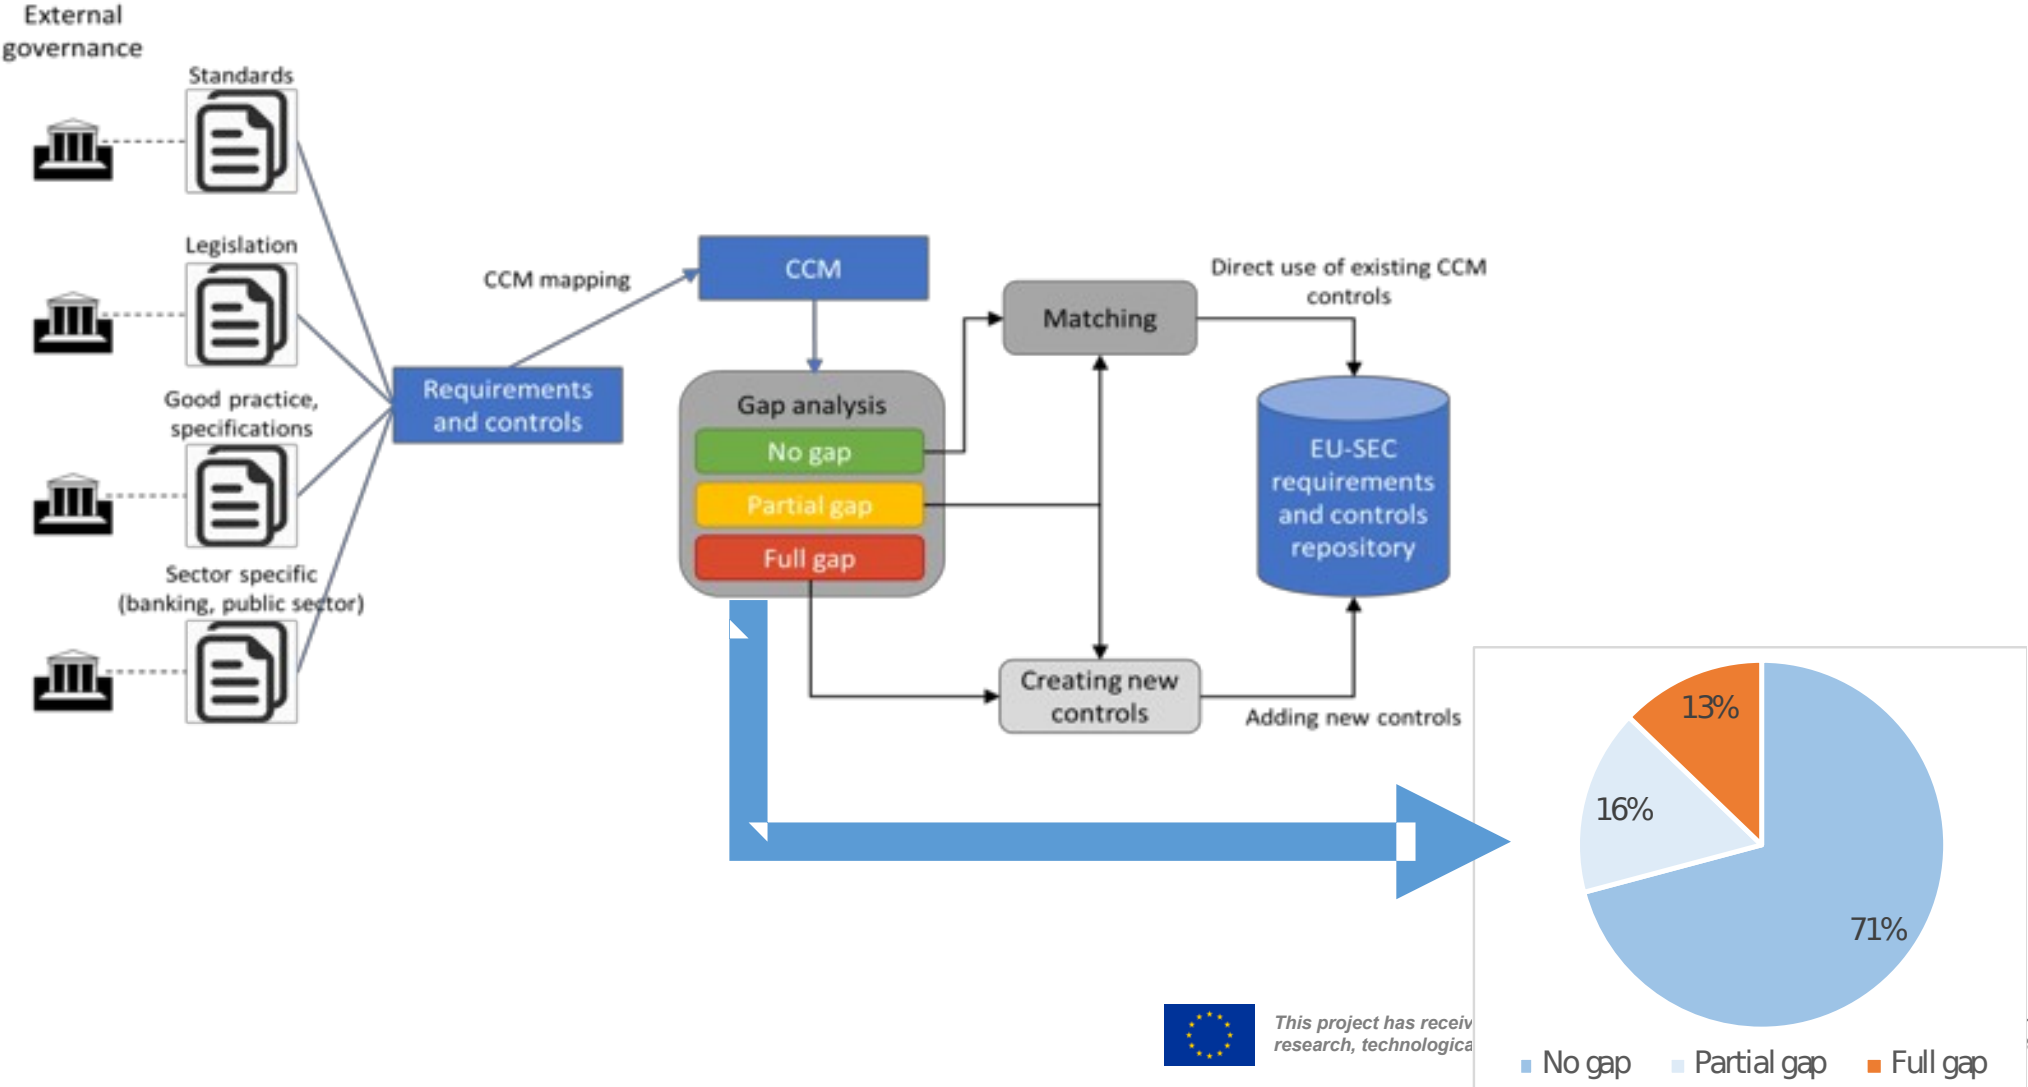 External
governance
Standards
Legislation
Good practice,
specifications
Sector specific
(banking, public sector)
Requirements
and controls
CCM mapping
CCM
Gap analysis
No gap
Partial gap
Full gap
Matching
Direct use of existing CCM
controls
EU-SEC
requirements
and controls
repository
Creating new
controls
Adding new controls
13%
16%
71%
No gap
Partial gap
Full gap
This project has
research,